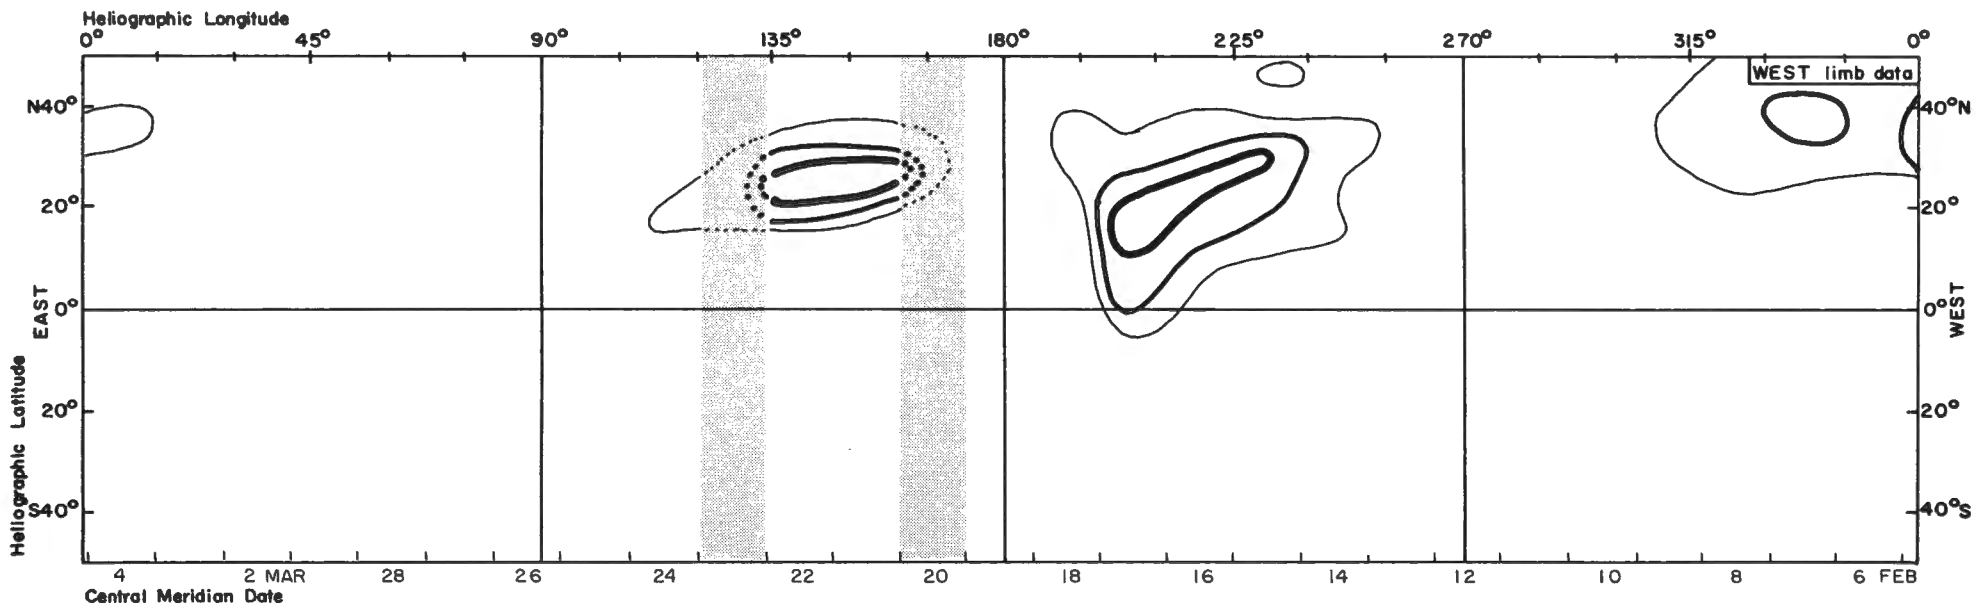 Heliographic Longitude
0° 45° 90° 135° 180° 225° 270° 315° 0°
WEST limb data
N40° 40°N
20° 20°
EAST 0° 0° WEST
20° 20°
S40° 40°S
Heliographic Latitude
4 2 MAR 28 26 24 22 20 18 16 14 12 10 8 6 FEB
Central Meridian Date